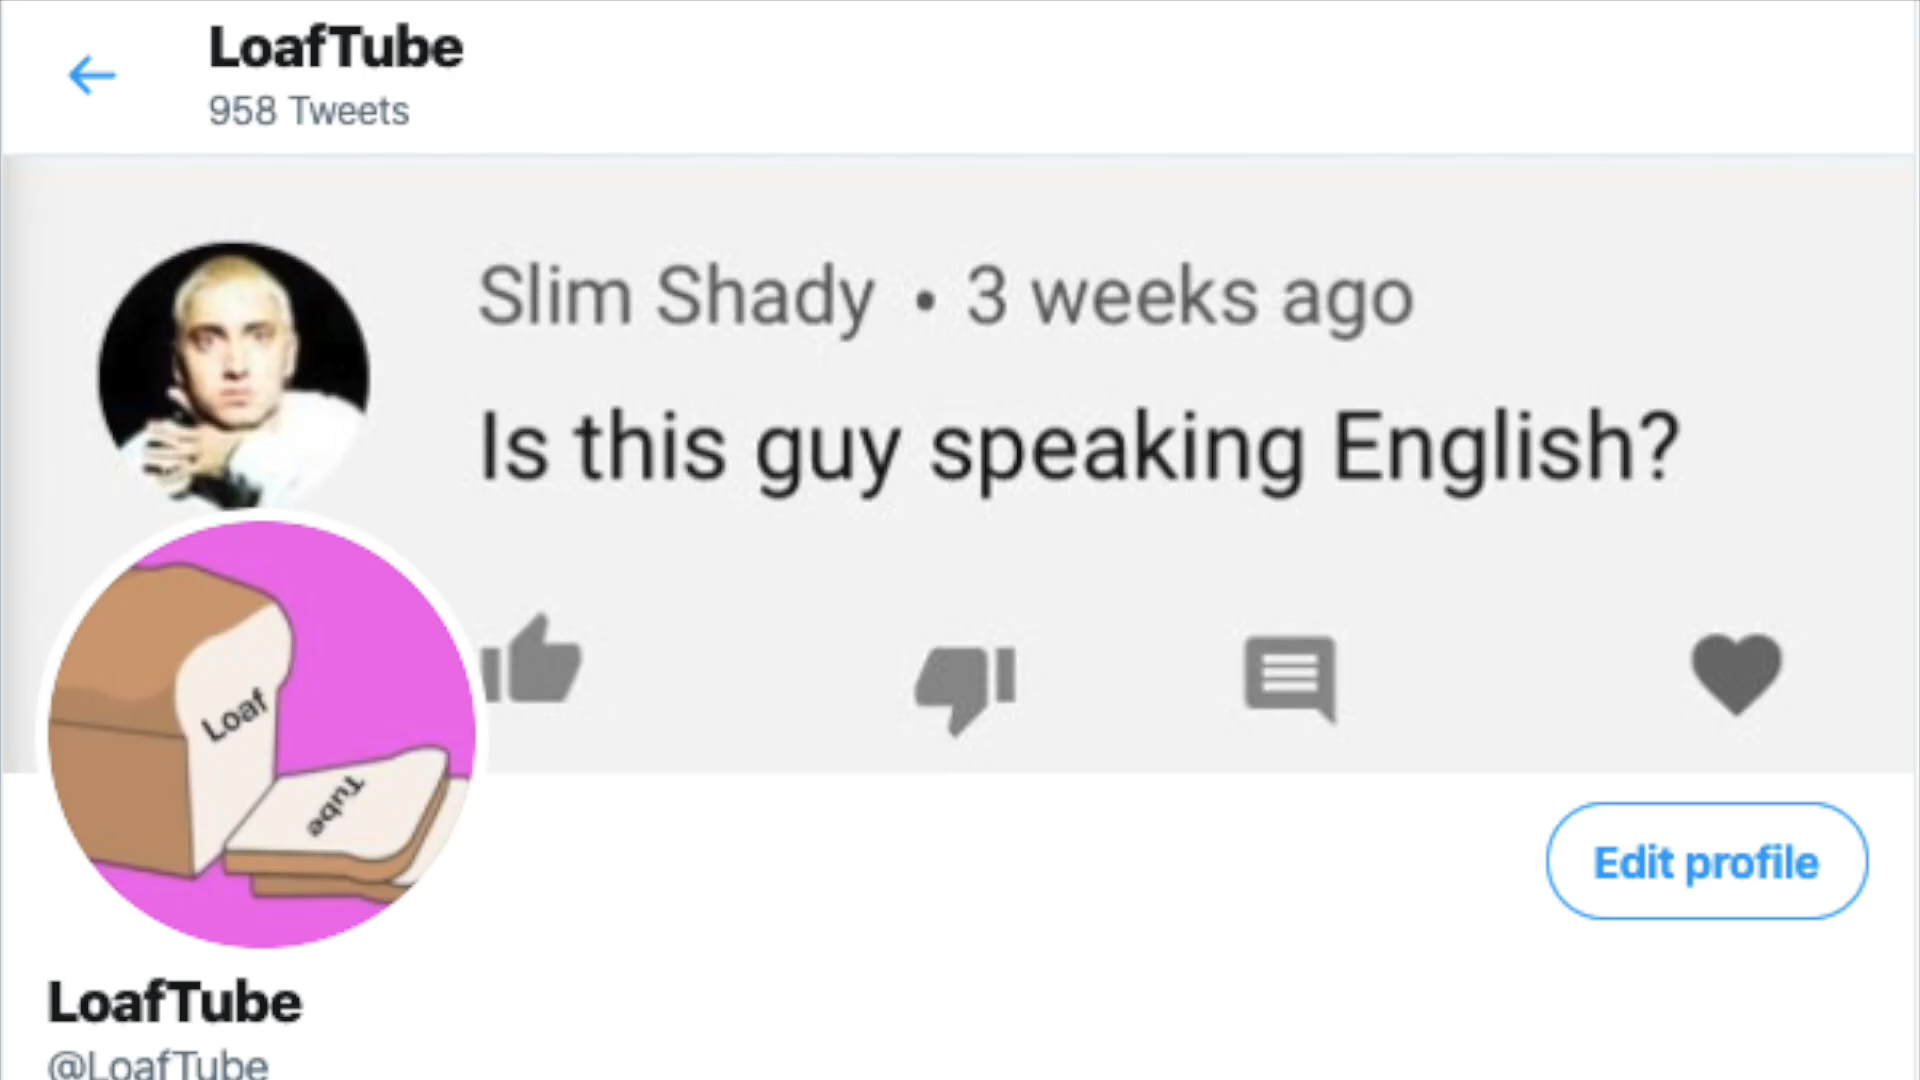 LoafTube
958 Tweets
Slim Shady • 3 weeks ago
Is this guy speaking English?
Loaf
Tube
Edit profile
LoafTube
@LoafTube